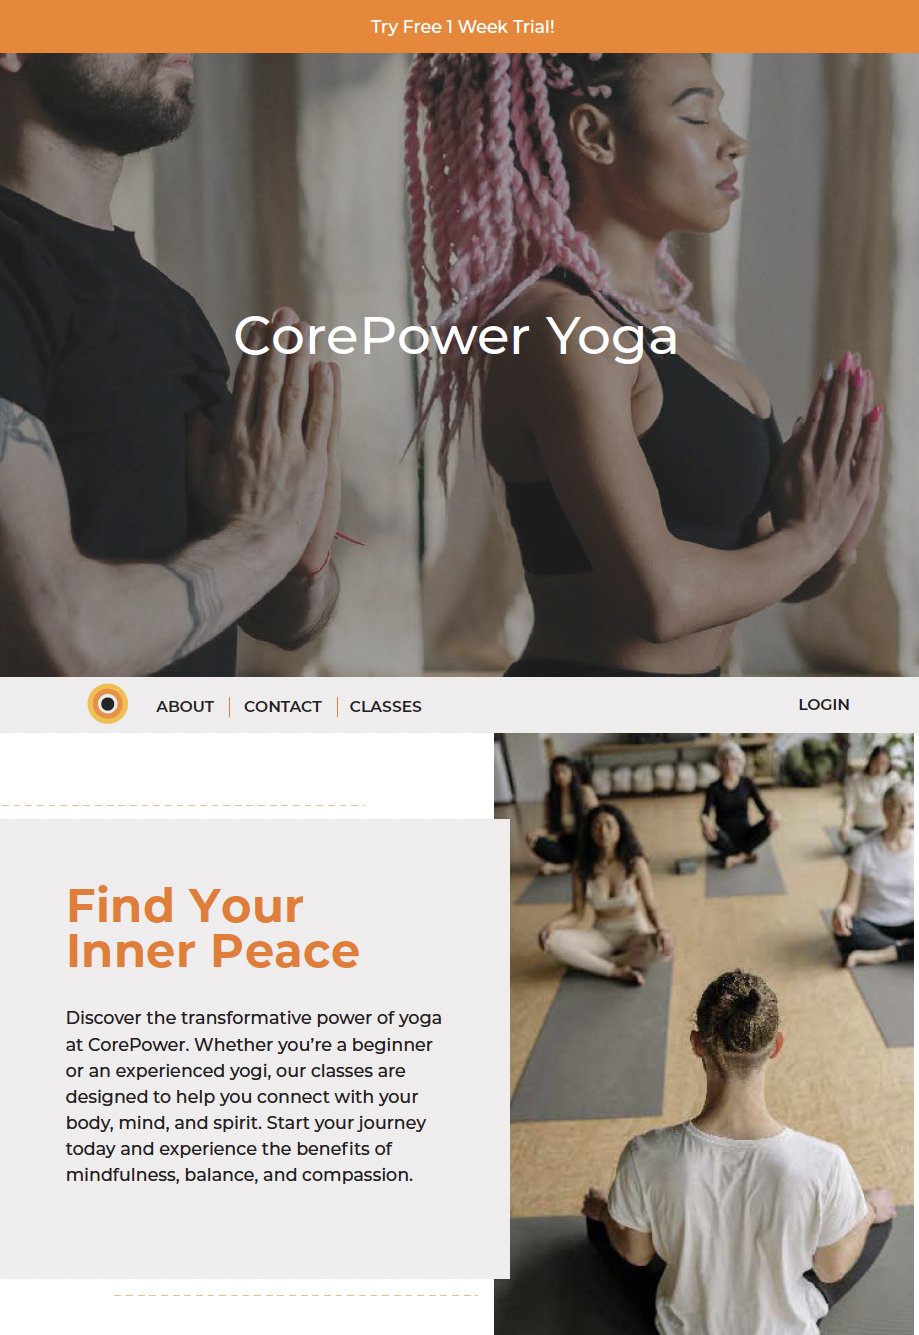 Try Free 1 Week Trial!
CorePower Yoga
ABOUT
CONTACT
CLASSES
LOGIN
Find Your
Inner Peace
Discover the transformative power of yoga
at CorePower. Whether you’re a beginner
or an experienced yogi, our classes are
designed to help you connect with your
body, mind, and spirit. Start your journey
today and experience the benefits of
mindfulness, balance, and compassion.